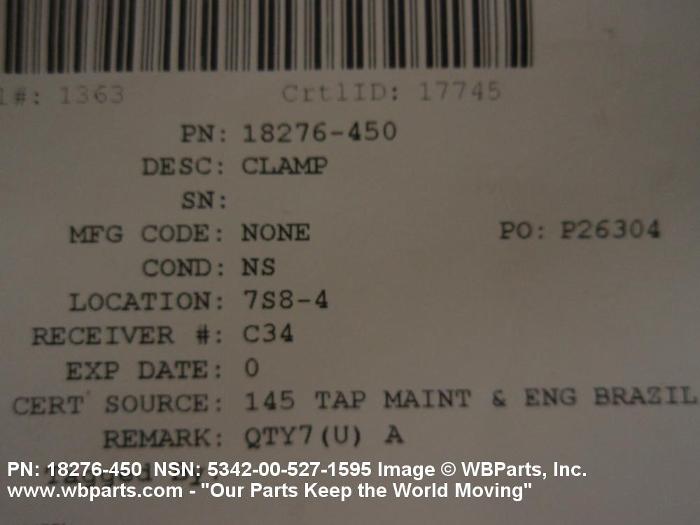 l#: 1363 CrtlID: 17745
PN: 18276-450
DESC: CLAMP
SN:
MFG CODE: NONE PO: P26304
COND: NS
LOCATION: 7S8-4
RECEIVER #: C34
EXP DATE: 0
CERT SOURCE: 145 TAP MAINT & ENG BRAZIL
REMARK: QTY7(U) A
Tagged By:
PN: 18276-450 NSN: 5342-00-527-1595 Image © WBParts, Inc.
www.wbparts.com - "Our Parts Keep the World Moving"